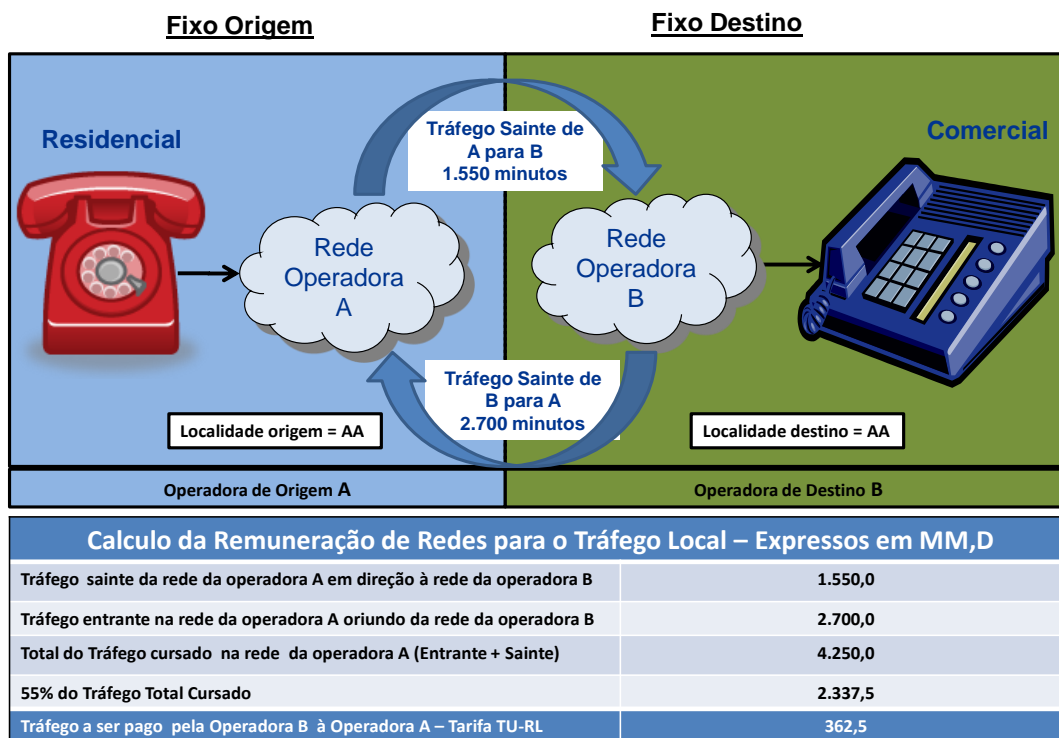 Fixo Origem
Fixo Destino
Residencial
Comercial
Tráfego Sainte de
A para B
1.550 minutos
Rede
Operadora
A
Rede
Operadora
B
Tráfego Sainte de
B para A
2.700 minutos
Localidade origem = AA
Localidade destino = AA
Operadora de Origem A
Operadora de Destino B
Calculo da Remuneração de Redes para o Tráfego Local – Expressos em MM,D
Tráfego sainte da rede da operadora A em direção à rede da operadora B 1.550,0
Tráfego entrante na rede da operadora A oriundo da rede da operadora B 2.700,0
Total do Tráfego cursado na rede da operadora A (Entrante + Sainte) 4.250,0
55% do Tráfego Total Cursado 2.337,5
Tráfego a ser pago pela Operadora B à Operadora A – Tarifa TU-RL 362,5